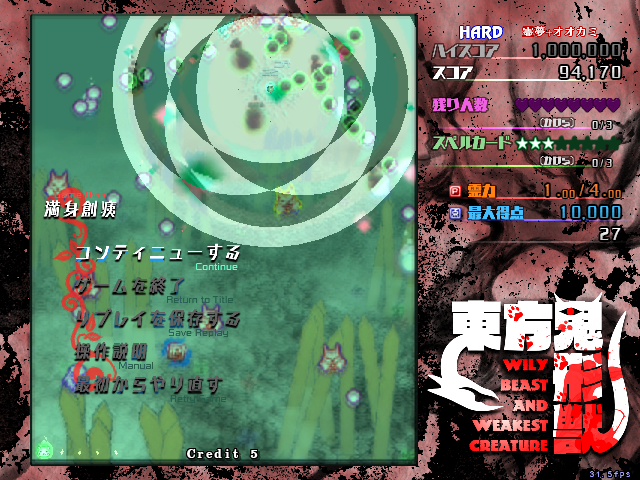 HARD 霊夢+オオカミ
ハイスコア 1,000,000
スコア 94,170
残り人数
(かけら) 0/3
スペルカード ★★★★★★★★
(かけら) 0/3
P 霊力 1.00/4.00
最大得点 10,000
27
満身創痍
コンティニューする
Continue
ゲームを終了
Return to Title
リプレイを保存する
Save Replay
操作説明
Manual
最初からやり直す
Credit 5
東方鬼形獣
WILY
BEAST
AND
WEAKEST
CREATURE
31.5fps